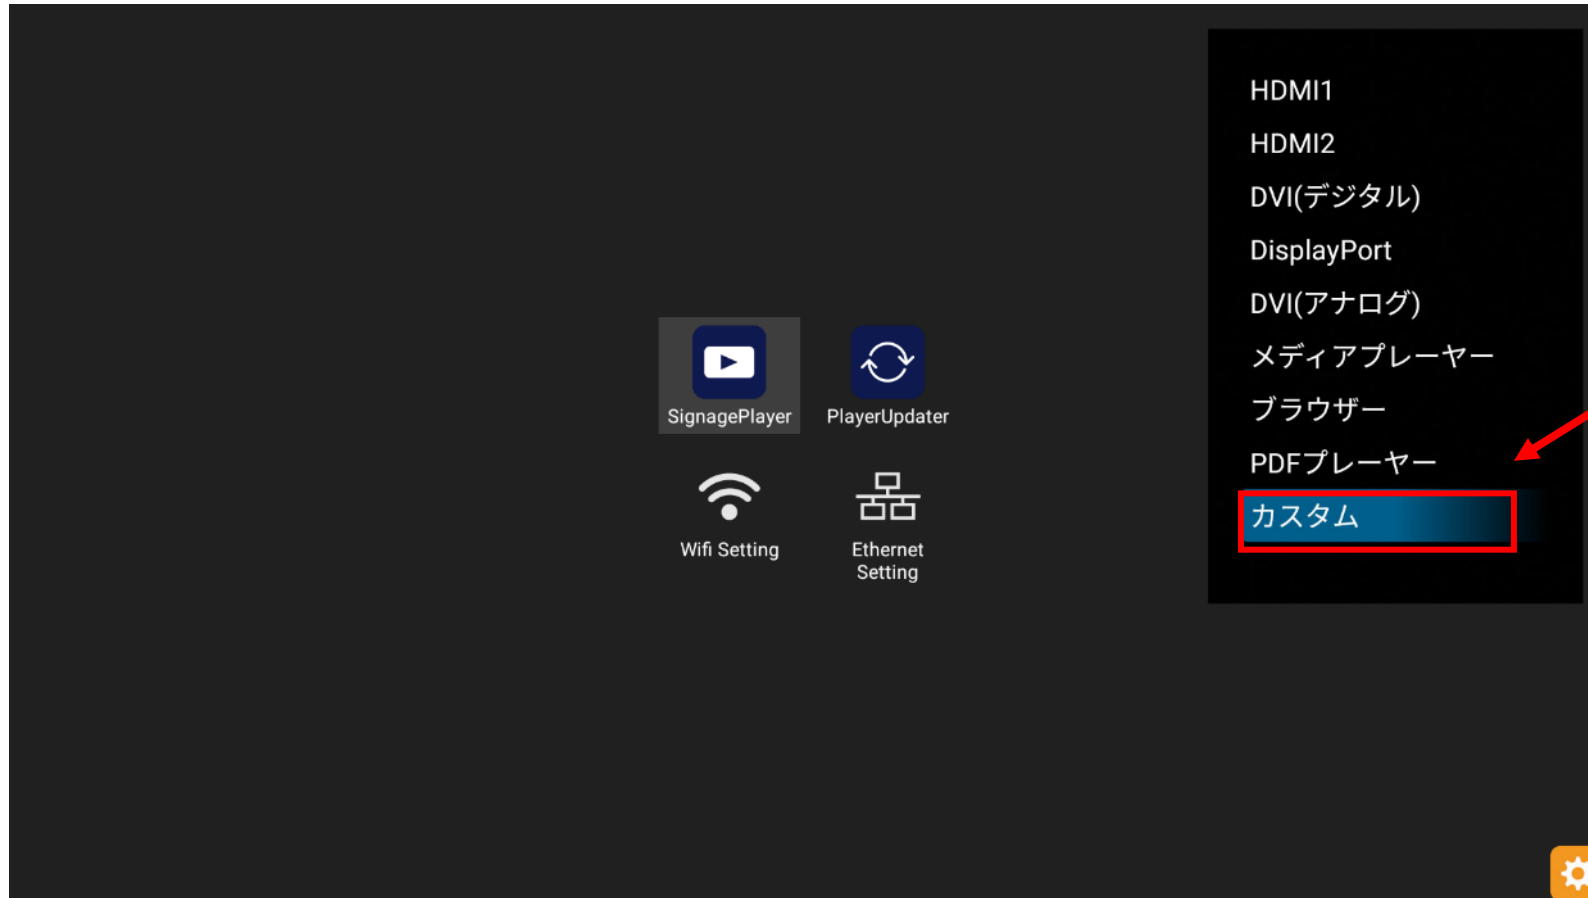 HDMI1
HDMI2
DVI(デジタル)
DisplayPort
DVI(アナログ)
メディアプレーヤー
ブラウザー
PDFプレーヤー
カスタム
SignagePlayer
PlayerUpdater
Wifi Setting
Ethernet
Setting